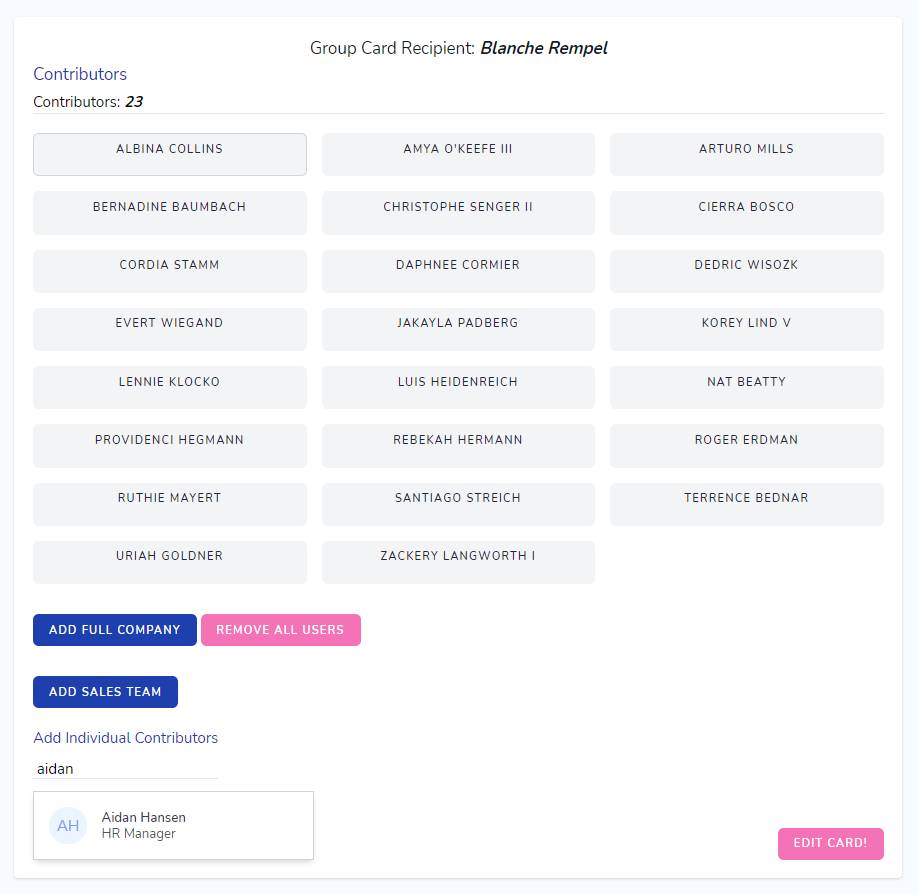 Group Card Recipient: Blanche Rempel
Contributors
Contributors: 23
ALBINA COLLINS
AMYA O'KEEFE III
ARTURO MILLS
BERNADINE BAUMBACH
CHRISTOPHE SENGER II
CIERRA BOSCO
CORDIA STAMM
DAPHNEE CORMIER
DEDRIC WISOZK
EVERT WIEGAND
JAKAYLA PADBERG
KOREY LIND V
LENNIE KLOCKO
LUIS HEIDENREICH
NAT BEATTY
PROVIDENCI HEGMANN
REBEKAH HERMANN
ROGER ERDMAN
RUTHIE MAYERT
SANTIAGO STREICH
TERRENCE BEDNAR
URIAH GOLDNER
ZACKERY LANGWORTH I
ADD FULL COMPANY
REMOVE ALL USERS
ADD SALES TEAM
Add Individual Contributors
aidan
AH
Aidan Hansen
HR Manager
EDIT CARD!